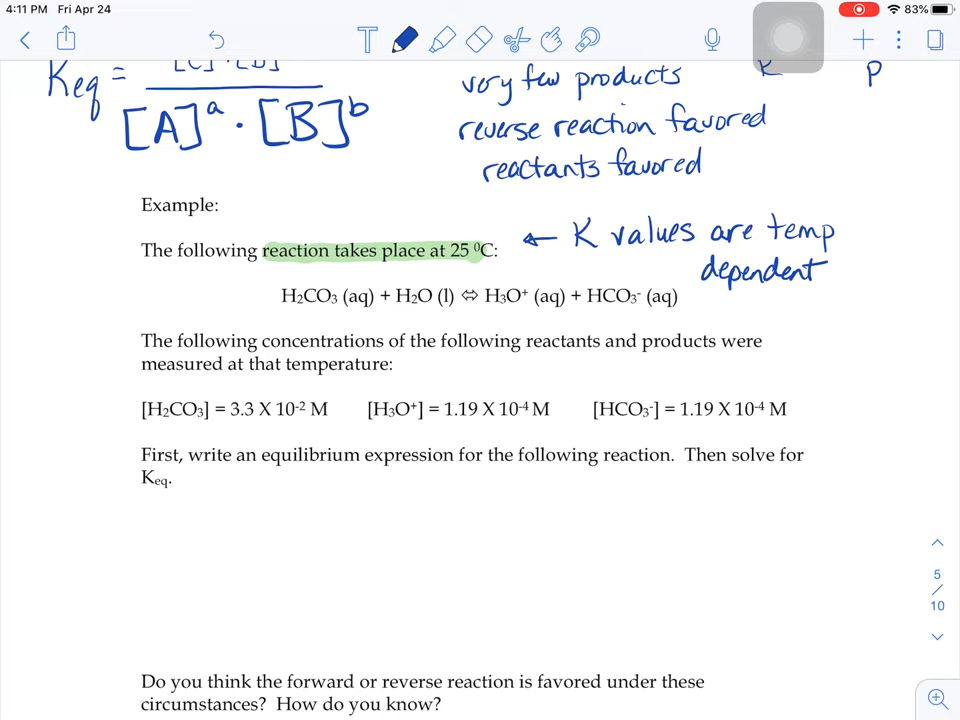 4:11 PM Fri Apr 24
83%
T
Keq =
[A]ᵃ · [B]ᵇ
very few products
P
reverse reaction favored
reactants favored
Example:
The following reaction takes place at 25 ⁰C:
← K values are temp
dependent
H₂CO₃ (aq) + H₂O (l) ⇔ H₃O⁺ (aq) + HCO₃⁻ (aq)
The following concentrations of the following reactants and products were
measured at that temperature:
[H₂CO₃] = 3.3 X 10⁻² M [H₃O⁺] = 1.19 X 10⁻⁴ M [HCO₃⁻] = 1.19 X 10⁻⁴ M
First, write an equilibrium expression for the following reaction. Then solve for
Keq.
5
/
10
Do you think the forward or reverse reaction is favored under these
circumstances? How do you know?